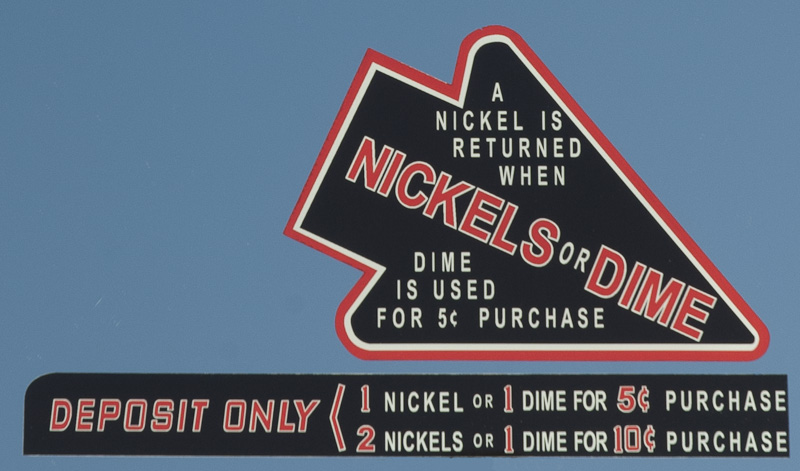 A
NICKEL IS
RETURNED
WHEN
NICKELS OR DIME
DIME
IS USED
FOR 5¢ PURCHASE
DEPOSIT ONLY
1 NICKEL OR 1 DIME FOR 5¢ PURCHASE
2 NICKELS OR 1 DIME FOR 10¢ PURCHASE